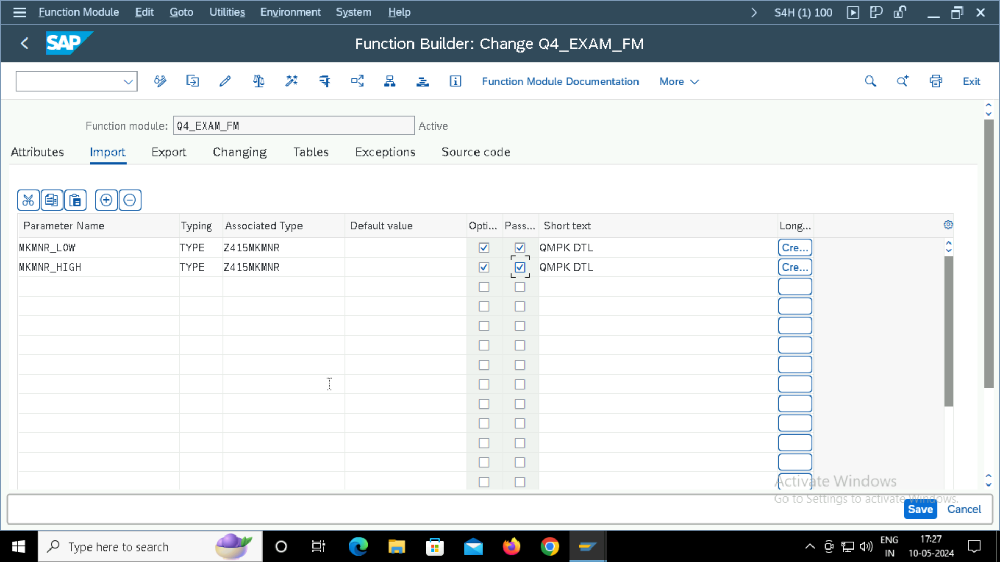 Function Module Edit Goto Utilities Environment System Help S4H (1) 100
SAP Function Builder: Change Q4_EXAM_FM
Function Module Documentation More Exit
Function module: Q4_EXAM_FM Active
Attributes Import Export Changing Tables Exceptions Source code
Parameter Name Typing Associated Type Default value Opti... Pass... Short text Long...
MKMNR_LOW TYPE Z415MKMNR QMPK DTL Cre...
MKMNR_HIGH TYPE Z415MKMNR QMPK DTL Cre...
Activate Windows
Go to Settings to activate Windows.
Save Cancel
Type here to search
ENG
IN
17:27
10-05-2024